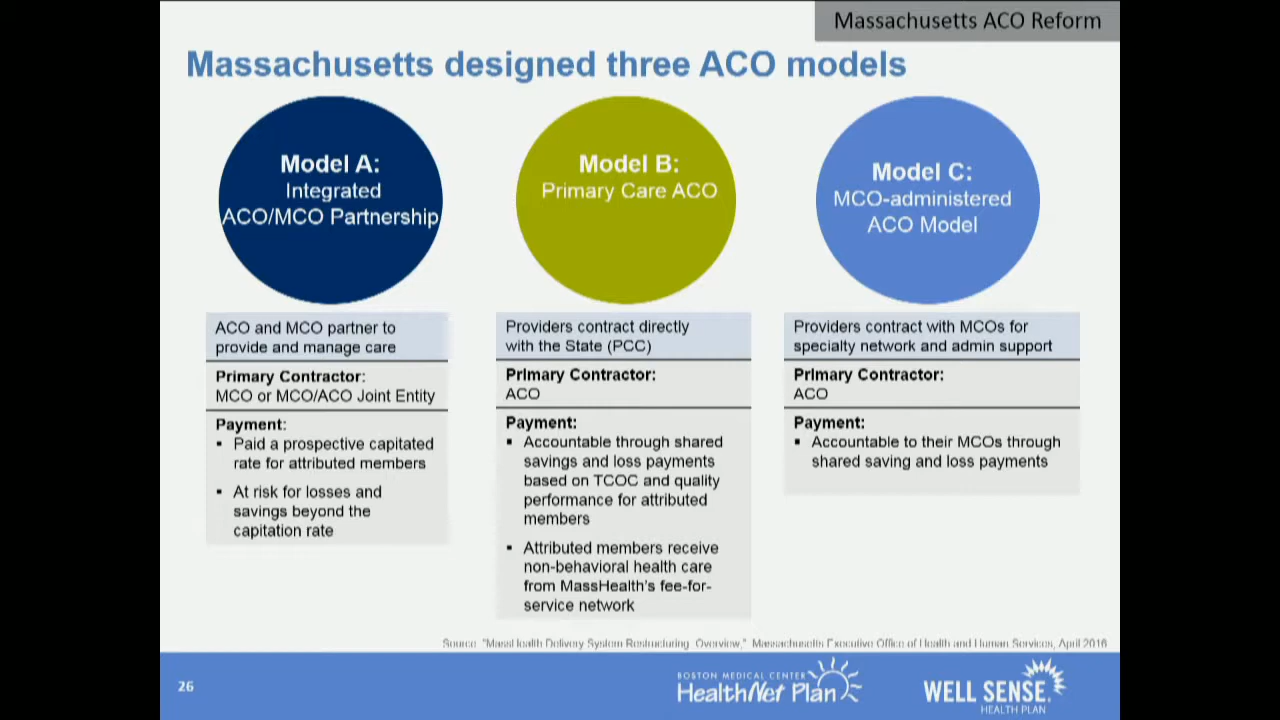 Massachusetts ACO Reform
Massachusetts designed three ACO models
Model A:
Integrated
ACO/MCO Partnership
Model B:
Primary Care ACO
Model C:
MCO-administered
ACO Model
ACO and MCO partner to
provide and manage care
Primary Contractor:
MCO or MCO/ACO Joint Entity
Payment:
▪ Paid a prospective capitated
rate for attributed members
▪ At risk for losses and
savings beyond the
capitation rate
Providers contract directly
with the State (PCC)
Primary Contractor:
ACO
Payment:
▪ Accountable through shared
savings and loss payments
based on TCOC and quality
performance for attributed
members
▪ Attributed members receive
non-behavioral health care
from MassHealth's fee-for-
service network
Providers contract with MCOs for
specialty network and admin support
Primary Contractor:
ACO
Payment:
▪ Accountable to their MCOs through
shared saving and loss payments
Source: "MassHealth Delivery System Restructuring: Overview," Massachusetts Executive Office of Health and Human Services, April 2016
26
BOSTON MEDICAL CENTER
HealthNet Plan
WELL SENSE
HEALTH PLAN